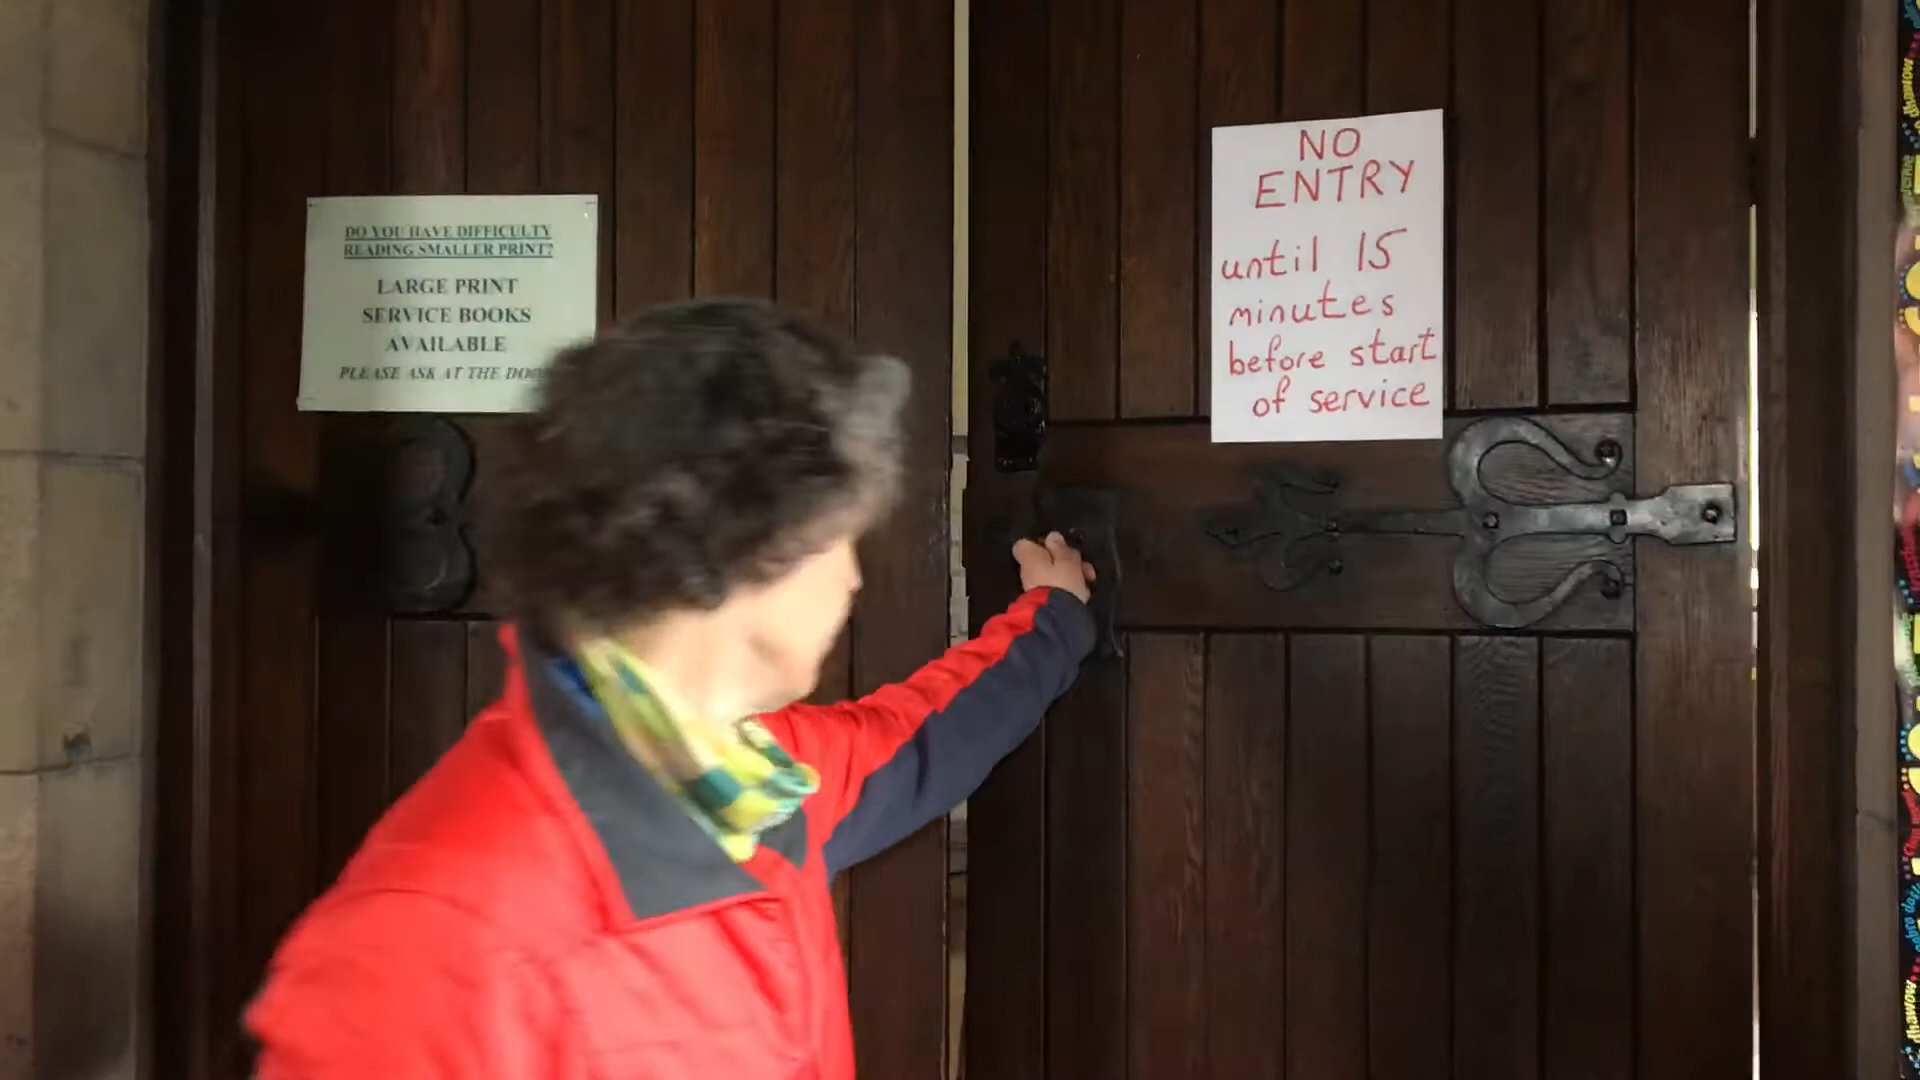 DO YOU HAVE DIFFICULTY
READING SMALLER PRINT?
LARGE PRINT
SERVICE BOOKS
AVAILABLE
PLEASE ASK AT THE
NO
ENTRY
until 15
minutes
before start
of service